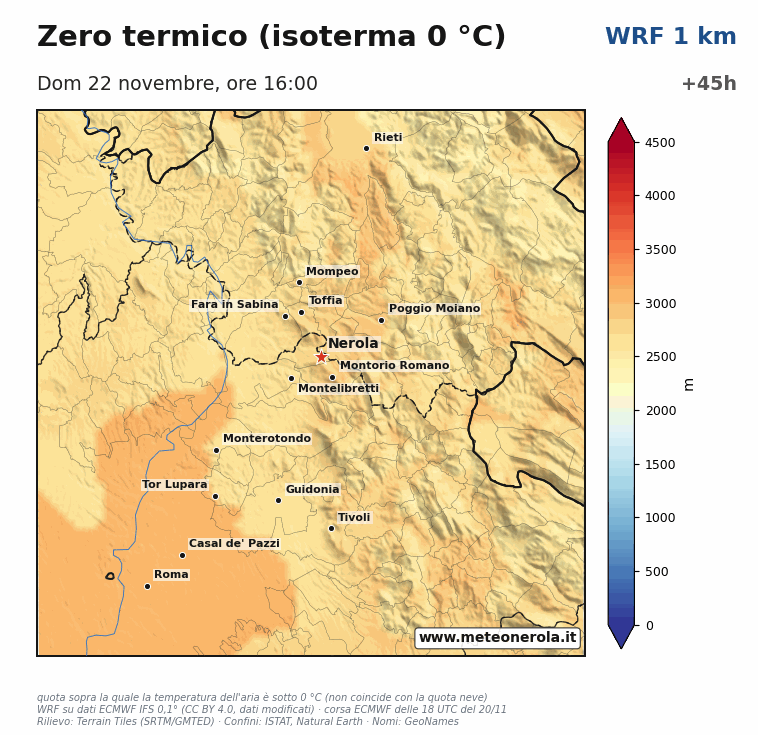 Zero termico (isoterma 0 °C)
WRF 1 km
Dom 22 novembre, ore 16:00
+45h
Rieti
Mompeo
Fara in Sabina
Toffia
Poggio Moiano
Nerola
Montorio Romano
Montelibretti
Monterotondo
Tor Lupara
Guidonia
Tivoli
Casal de' Pazzi
Roma
www.meteonerola.it
4500
4000
3500
3000
2500
2000
1500
1000
500
0
m
quota sopra la quale la temperatura dell'aria è sotto 0 °C (non coincide con la quota neve)
WRF su dati ECMWF IFS 0,1° (CC BY 4.0, dati modificati) · corsa ECMWF delle 18 UTC del 20/11
Rilievo: Terrain Tiles (SRTM/GMTED) · Confini: ISTAT, Natural Earth · Nomi: GeoNames